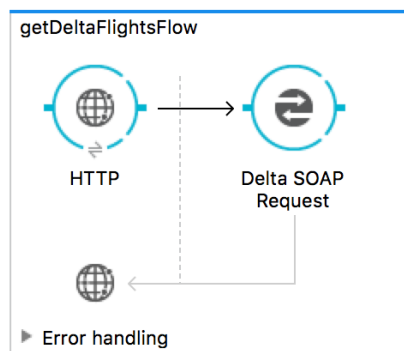 getDeltaFlightsFlow
HTTP
Delta SOAP
Request
Error handling